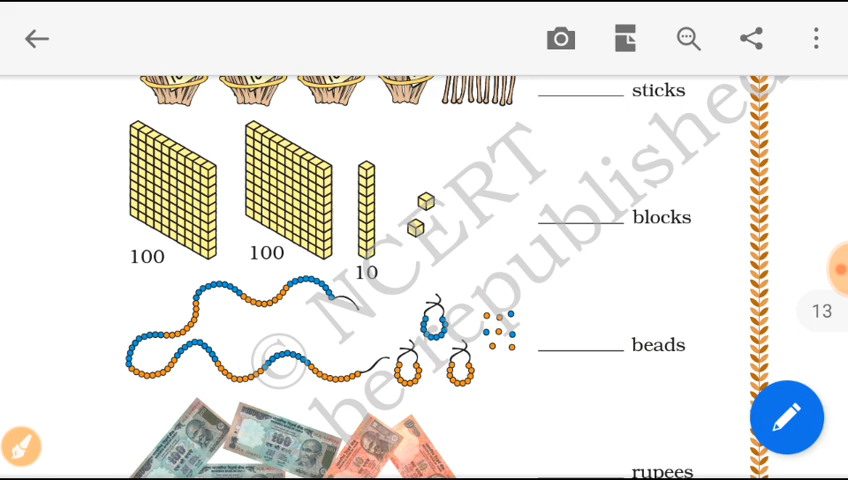 sticks
100
100
10
blocks
beads
rupees
© NCERT
be republished
13